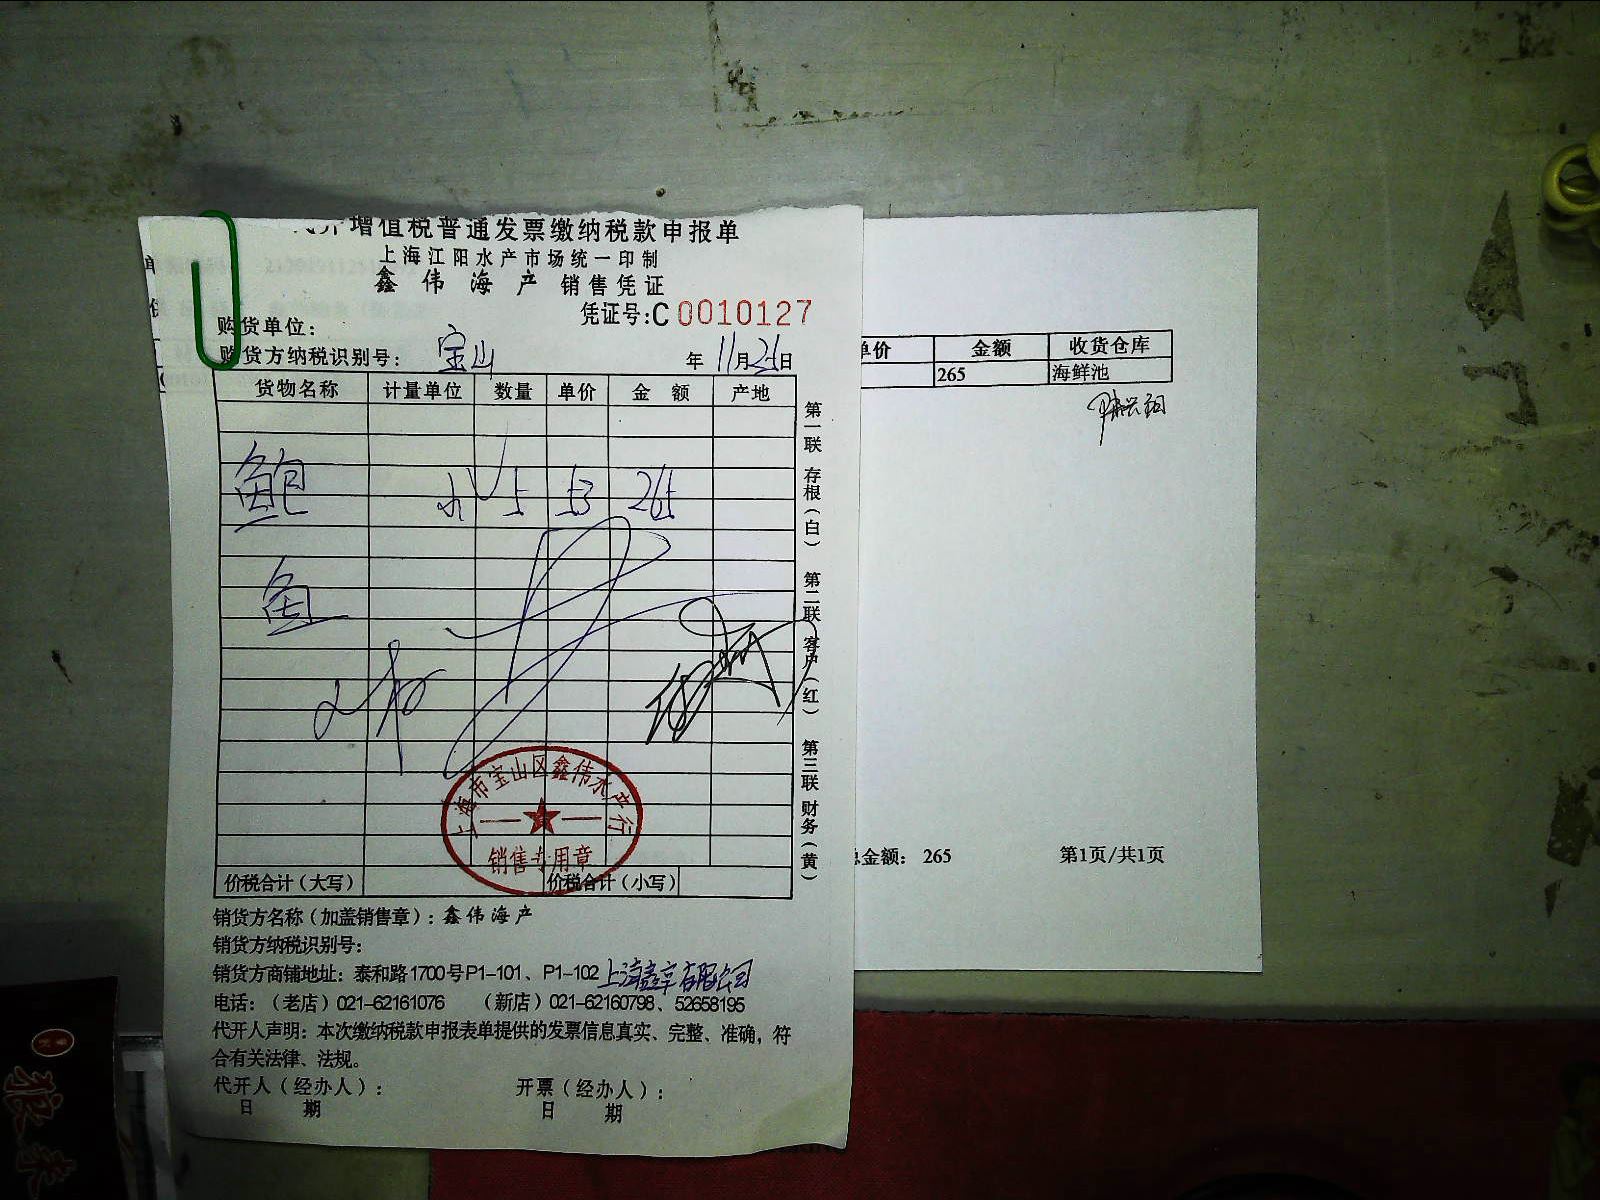 增值税普通发票缴纳税款申报单
上海江阳水产市场统一印制
鑫伟海产 销售凭证
凭证号:C 0010127
购货单位：
购货方纳税识别号： 宝山 年 11月 日
货物名称 计量单位 数量 单价 金额 产地
鲍 53 265
鱼
第一联 存根（白） 第二联 客户（红） 第三联 财务（黄）
上海市宝山区鑫伟水产行
销售专用章
价税合计（大写） 价税合计（小写）
销货方名称（加盖销售章）：鑫伟海产
销货方纳税识别号：
销货方商铺地址：泰和路1700号P1-101、P1-102 上海鑫享有限公司
电话：（老店）021-62161076 （新店）021-62160798、52658195
代开人声明：本次缴纳税款申报表单提供的发票信息真实、完整、准确，符
合有关法律、法规。
代开人（经办人）： 开票（经办人）：
日 期 日 期
单价 金额 收货仓库
265 海鲜池
总金额： 265 第1页/共1页